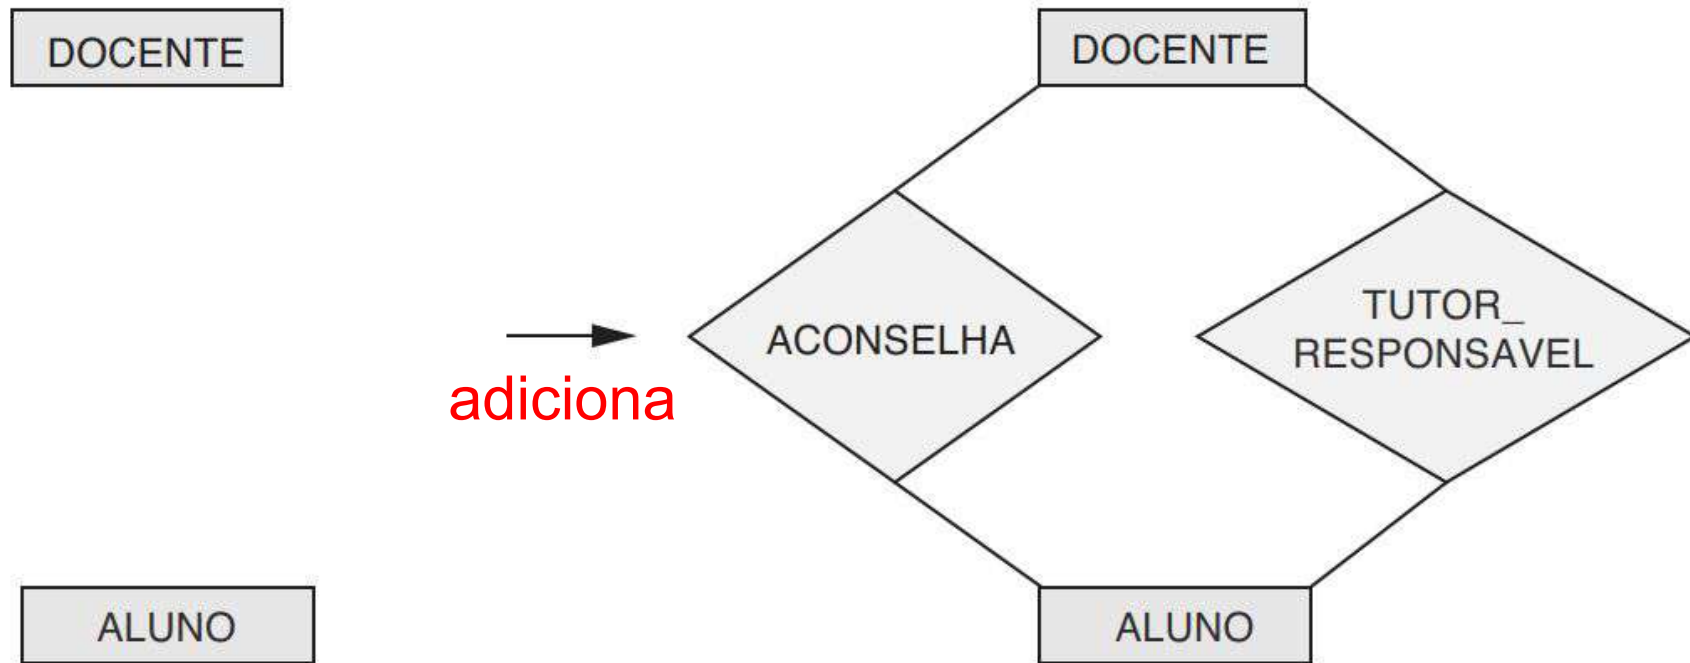 DOCENTE
ALUNO
adiciona
DOCENTE
ACONSELHA
TUTOR_
RESPONSAVEL
ALUNO